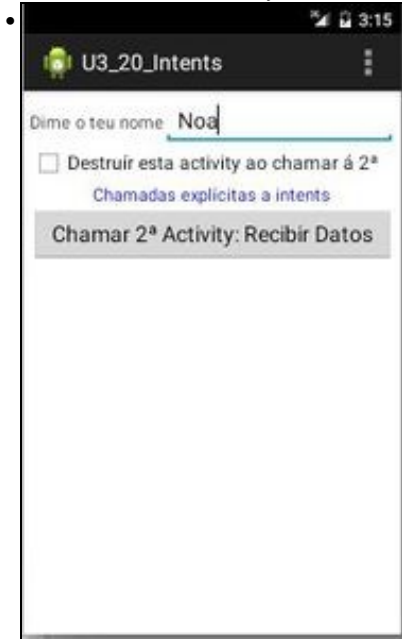 3:15
U3_20_Intents
Dime o teu nome Noa
Destruír esta activity ao chamar á 2ª
Chamadas explícitas a intents
Chamar 2ª Activity: Recibir Datos